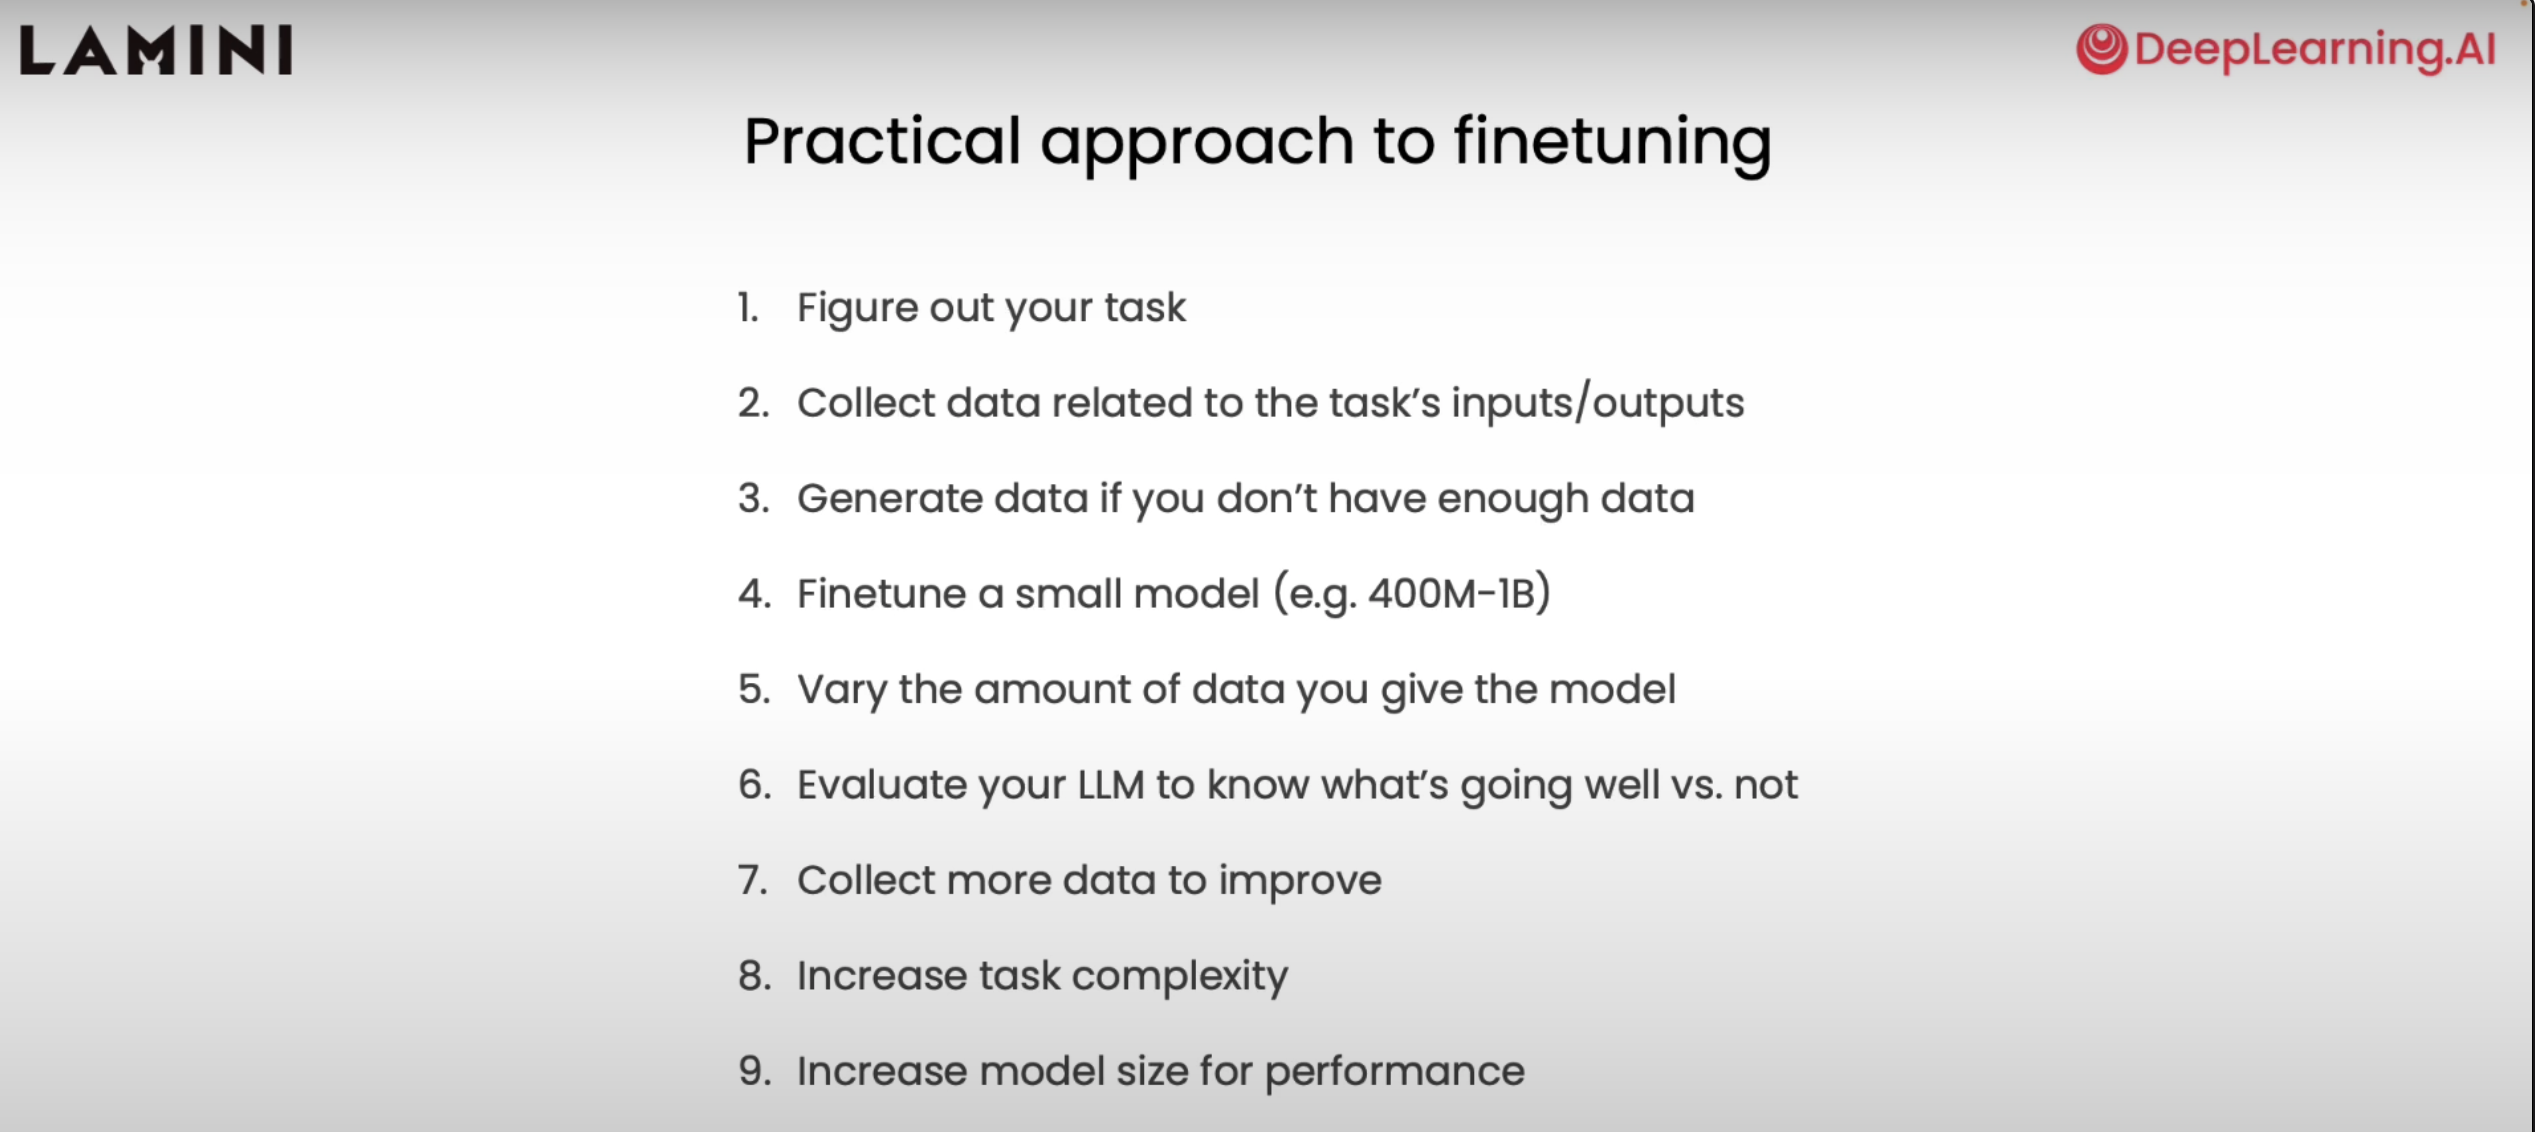 LAMINI
DeepLearning.AI
Practical approach to finetuning
1. Figure out your task
2. Collect data related to the task’s inputs/outputs
3. Generate data if you don’t have enough data
4. Finetune a small model (e.g. 400M-1B)
5. Vary the amount of data you give the model
6. Evaluate your LLM to know what’s going well vs. not
7. Collect more data to improve
8. Increase task complexity
9. Increase model size for performance